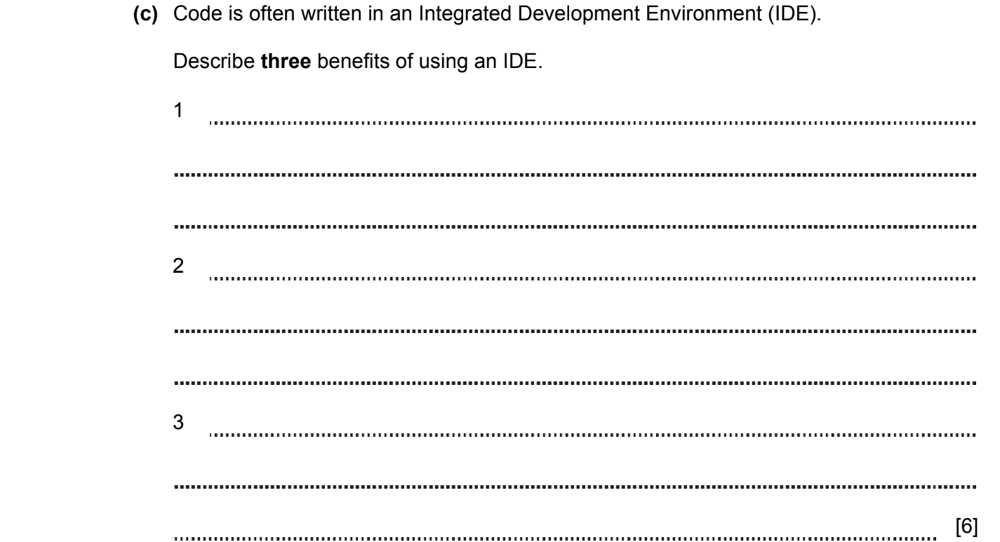 (c) Code is often written in an Integrated Development Environment (IDE).
Describe three benefits of using an IDE.
1
2
3
[6]